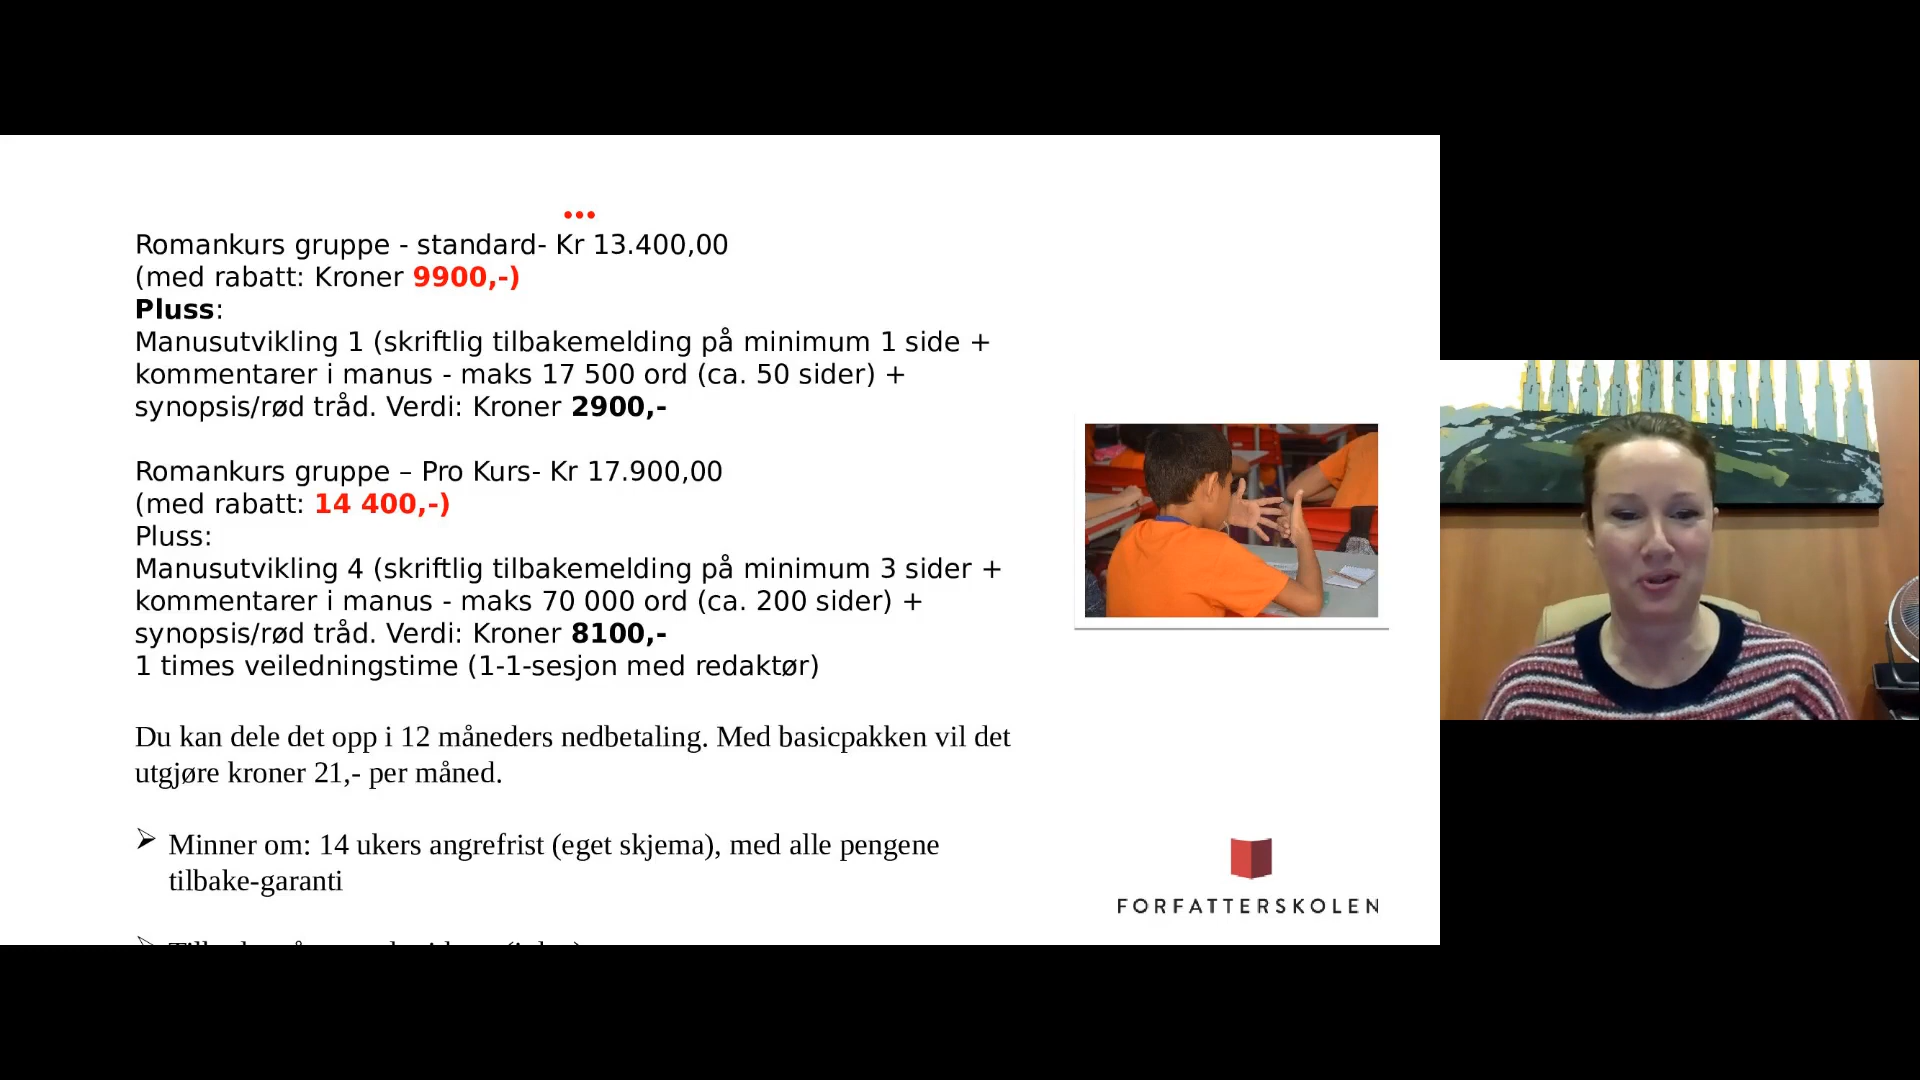 ...
Romankurs gruppe - standard- Kr 13.400,00
(med rabatt: Kroner 9900,-)
Pluss:
Manusutvikling 1 (skriftlig tilbakemelding på minimum 1 side +
kommentarer i manus - maks 17 500 ord (ca. 50 sider) +
synopsis/rød tråd. Verdi: Kroner 2900,-
Romankurs gruppe – Pro Kurs- Kr 17.900,00
(med rabatt: 14 400,-)
Pluss:
Manusutvikling 4 (skriftlig tilbakemelding på minimum 3 sider +
kommentarer i manus - maks 70 000 ord (ca. 200 sider) +
synopsis/rød tråd. Verdi: Kroner 8100,-
1 times veiledningstime (1-1-sesjon med redaktør)
Du kan dele det opp i 12 måneders nedbetaling. Med basicpakken vil det
utgjøre kroner 21,- per måned.
Minner om: 14 ukers angrefrist (eget skjema), med alle pengene
tilbake-garanti
FORFATTERSKOLEN